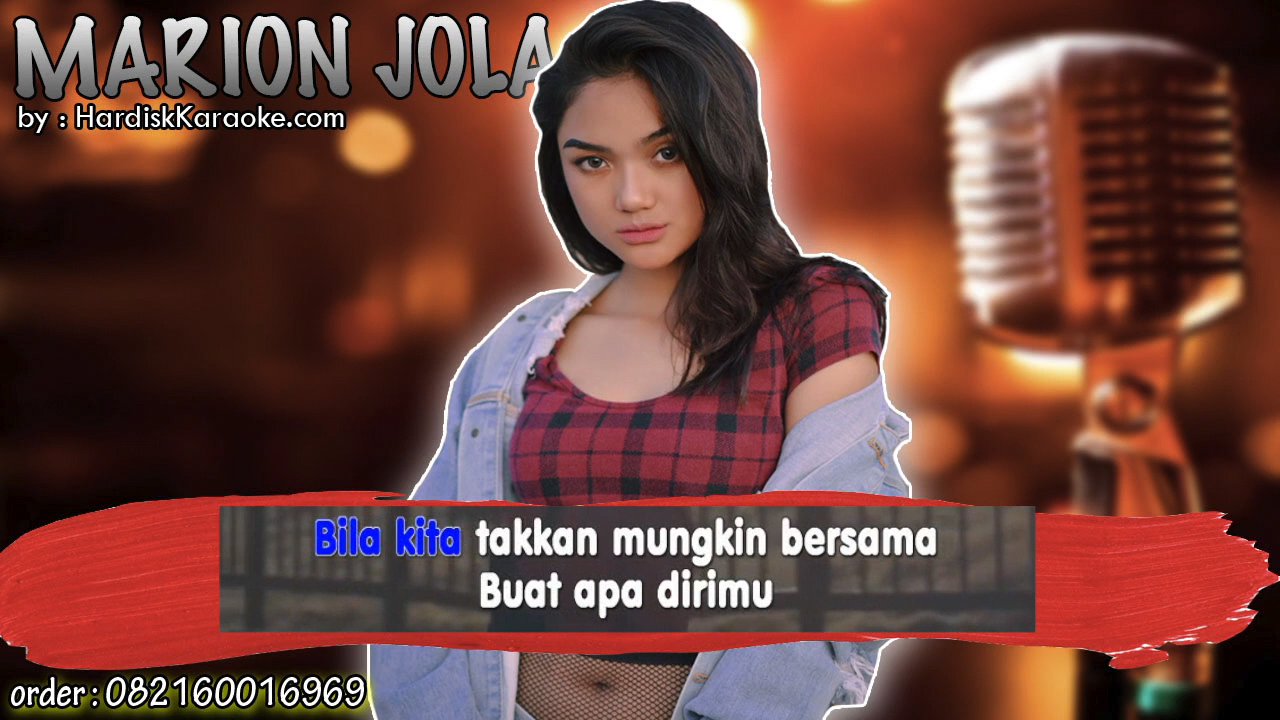 MARION JOLA
by : HardiskKaraoke.com
Bila kita takkan mungkin bersama
Buat apa dirimu
order : 082160016969